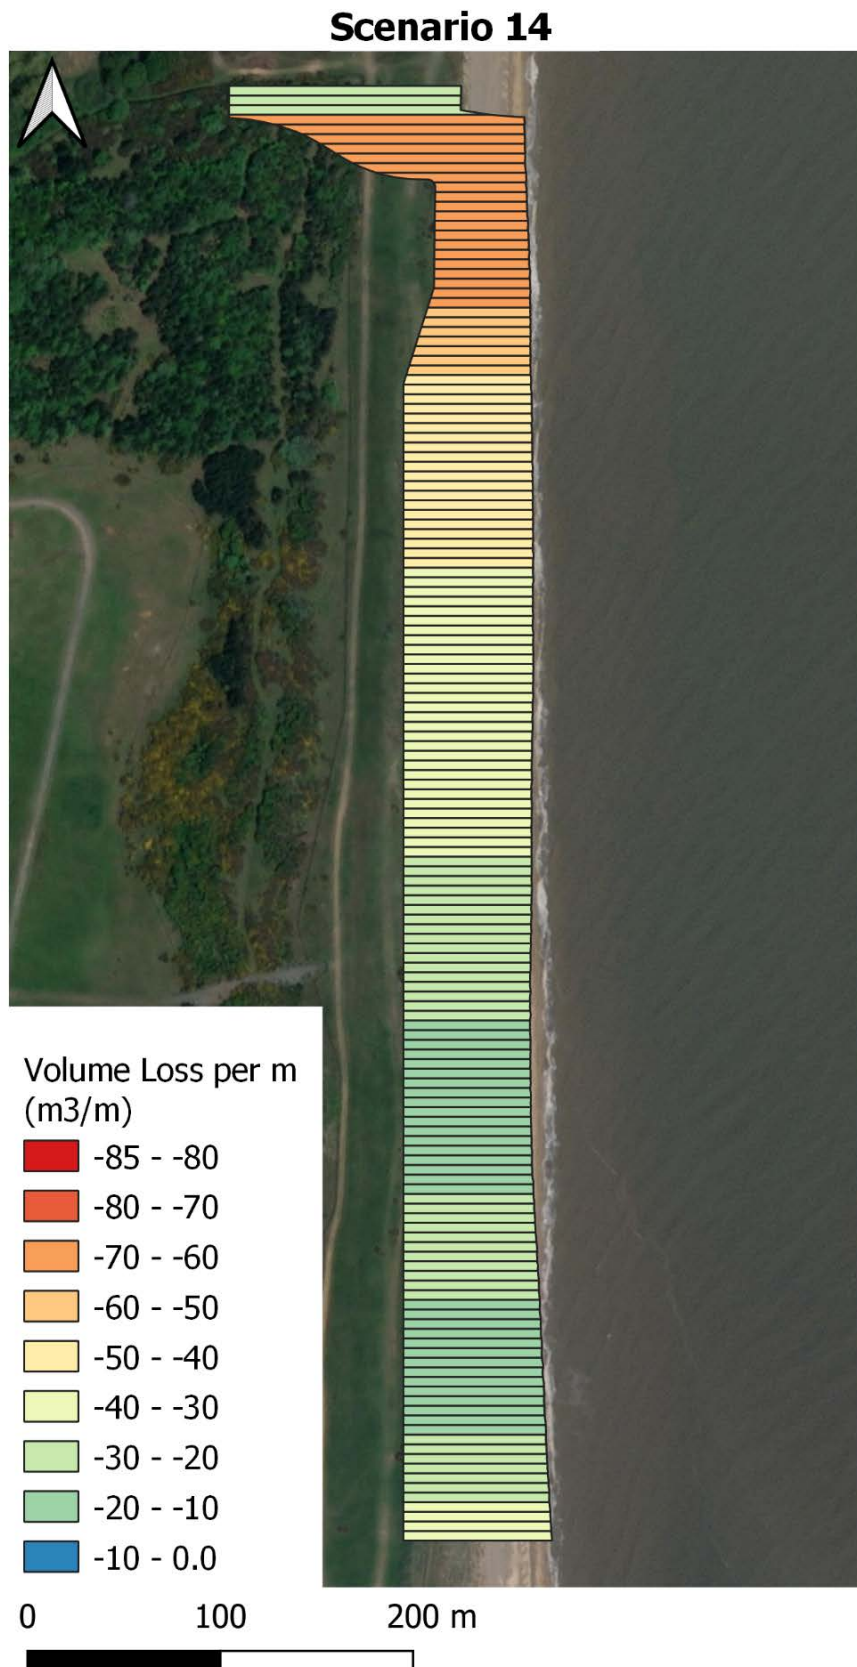 Scenario 14
Volume Loss per m
(m3/m)
-85 - -80
-80 - -70
-70 - -60
-60 - -50
-50 - -40
-40 - -30
-30 - -20
-20 - -10
-10 - 0.0
0 100 200 m